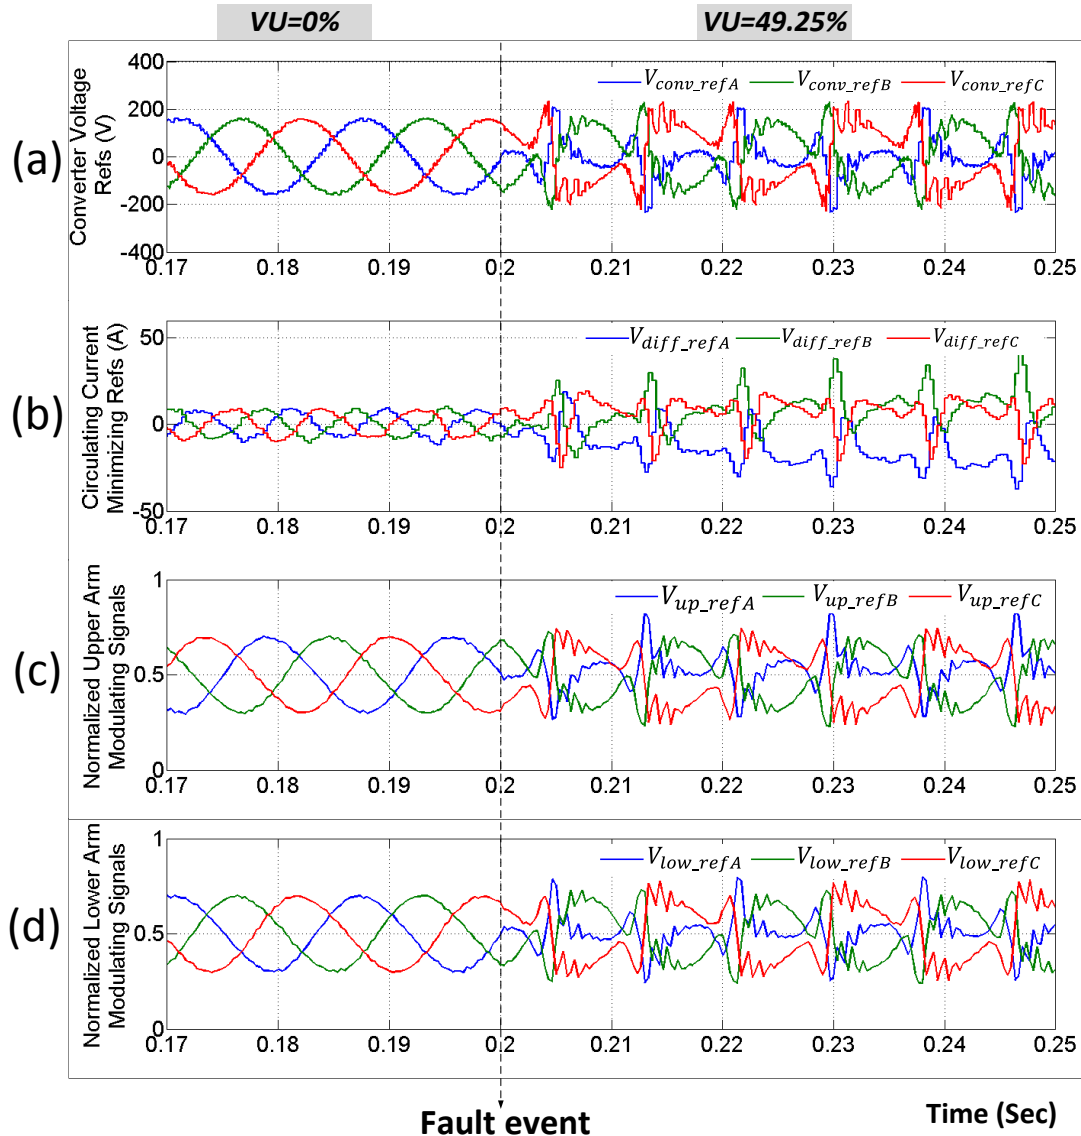 VU=0% VU=49.25%
(a)
Converter Voltage
Refs (V)
400
200
0
-200
-400
V_conv_refA V_conv_refB V_conv_refC
0.17 0.18 0.19 0.2 0.21 0.22 0.23 0.24 0.25
(b)
Circulating Current
Minimizing Refs (A)
50
0
-50
V_diff_refA V_diff_refB V_diff_refC
0.17 0.18 0.19 0.2 0.21 0.22 0.23 0.24 0.25
(c)
Normalized Upper Arm
Modulating Signals
1
0.5
0
V_up_refA V_up_refB V_up_refC
0.17 0.18 0.19 0.2 0.21 0.22 0.23 0.24 0.25
(d)
Normalized Lower Arm
Modulating Signals
1
0.5
0
V_low_refA V_low_refB V_low_refC
0.17 0.18 0.19 0.2 0.21 0.22 0.23 0.24 0.25
Fault event
Time (Sec)